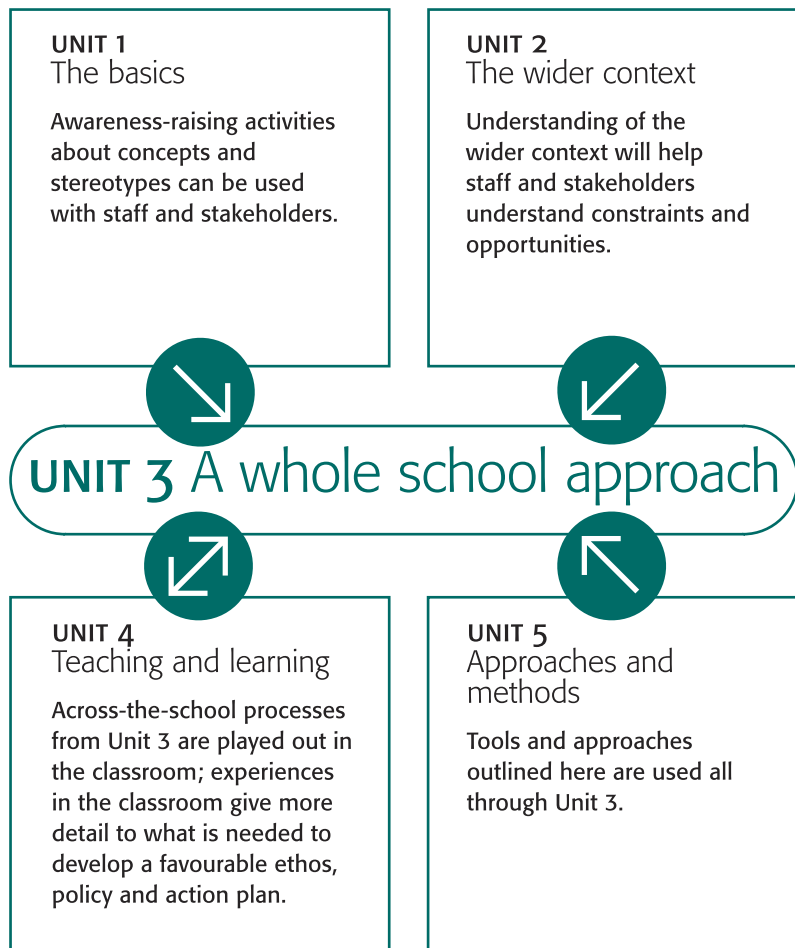 UNIT 1
The basics
Awareness-raising activities
about concepts and
stereotypes can be used
with staff and stakeholders.
UNIT 2
The wider context
Understanding of the
wider context will help
staff and stakeholders
understand constraints and
opportunities.
UNIT 3 A whole school approach
UNIT 4
Teaching and learning
Across-the-school processes
from Unit 3 are played out in
the classroom; experiences
in the classroom give more
detail to what is needed to
develop a favourable ethos,
policy and action plan.
UNIT 5
Approaches and
methods
Tools and approaches
outlined here are used all
through Unit 3.